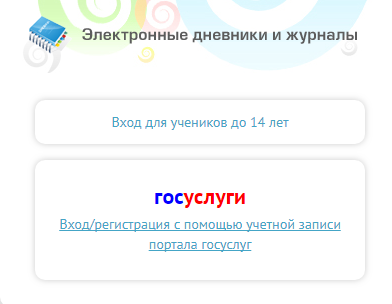 Электронные дневники и журналы
Вход для учеников до 14 лет
госуслуги
Вход/регистрация с помощью учетной записи
портала госуслуг